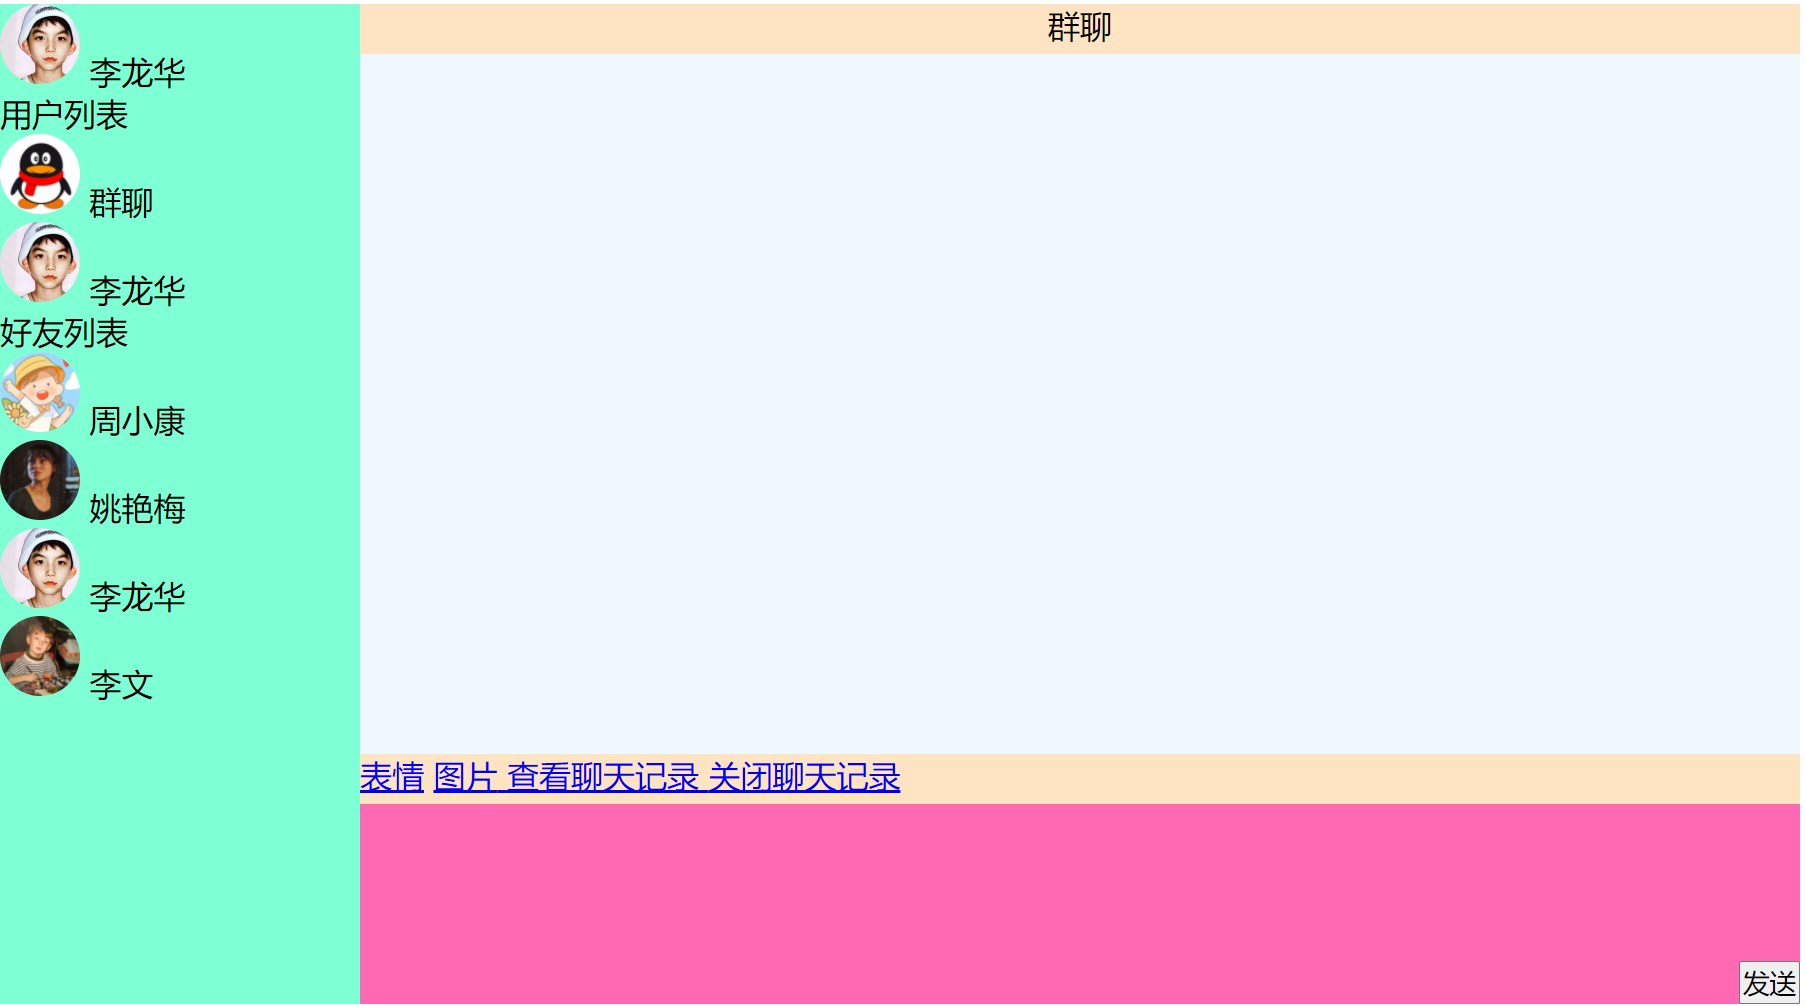 李龙华
用户列表
群聊
李龙华
好友列表
周小康
姚艳梅
李龙华
李文
群聊
表情 图片 查看聊天记录 关闭聊天记录
发送